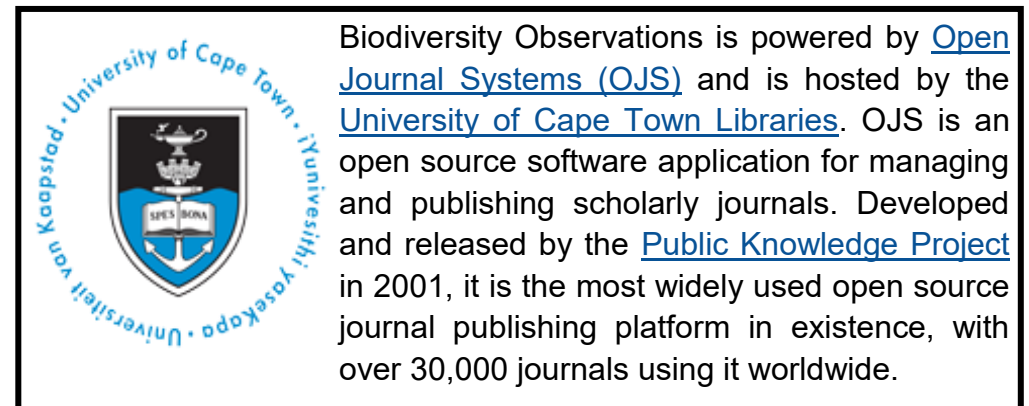 University of Cape Town · iYunivesithi yaseKapa · Universiteit van Kaapstad ·
SPES BONA
Biodiversity Observations is powered by Open
Journal Systems (OJS) and is hosted by the
University of Cape Town Libraries. OJS is an
open source software application for managing
and publishing scholarly journals. Developed
and released by the Public Knowledge Project
in 2001, it is the most widely used open source
journal publishing platform in existence, with
over 30,000 journals using it worldwide.